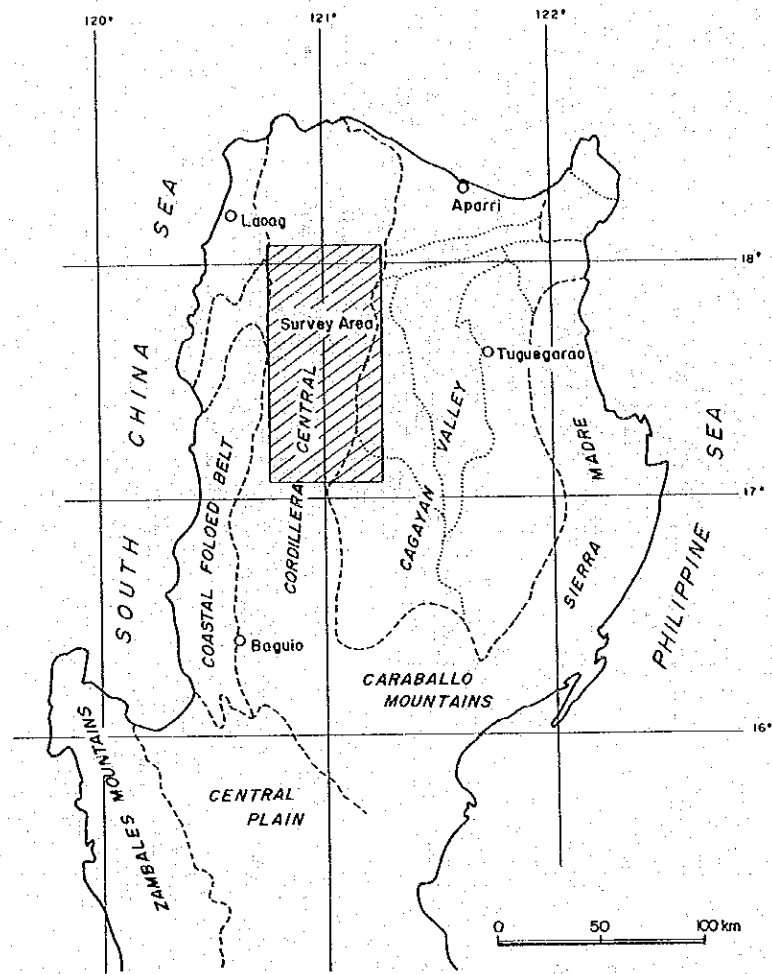 120°
121°
122°
SEA
Laoag
Aparri
18°
Survey Area
Tuguegarao
CHINA
CENTRAL
VALLEY
MADRE
SEA
17°
COASTAL FOLDED BELT
CORDILLERA
CAGAYAN
SIERRA
PHILIPPINE
SOUTH
Baguio
CARABALLO
MOUNTAINS
16°
ZAMBALES MOUNTAINS
CENTRAL
PLAIN
0 50 100 km